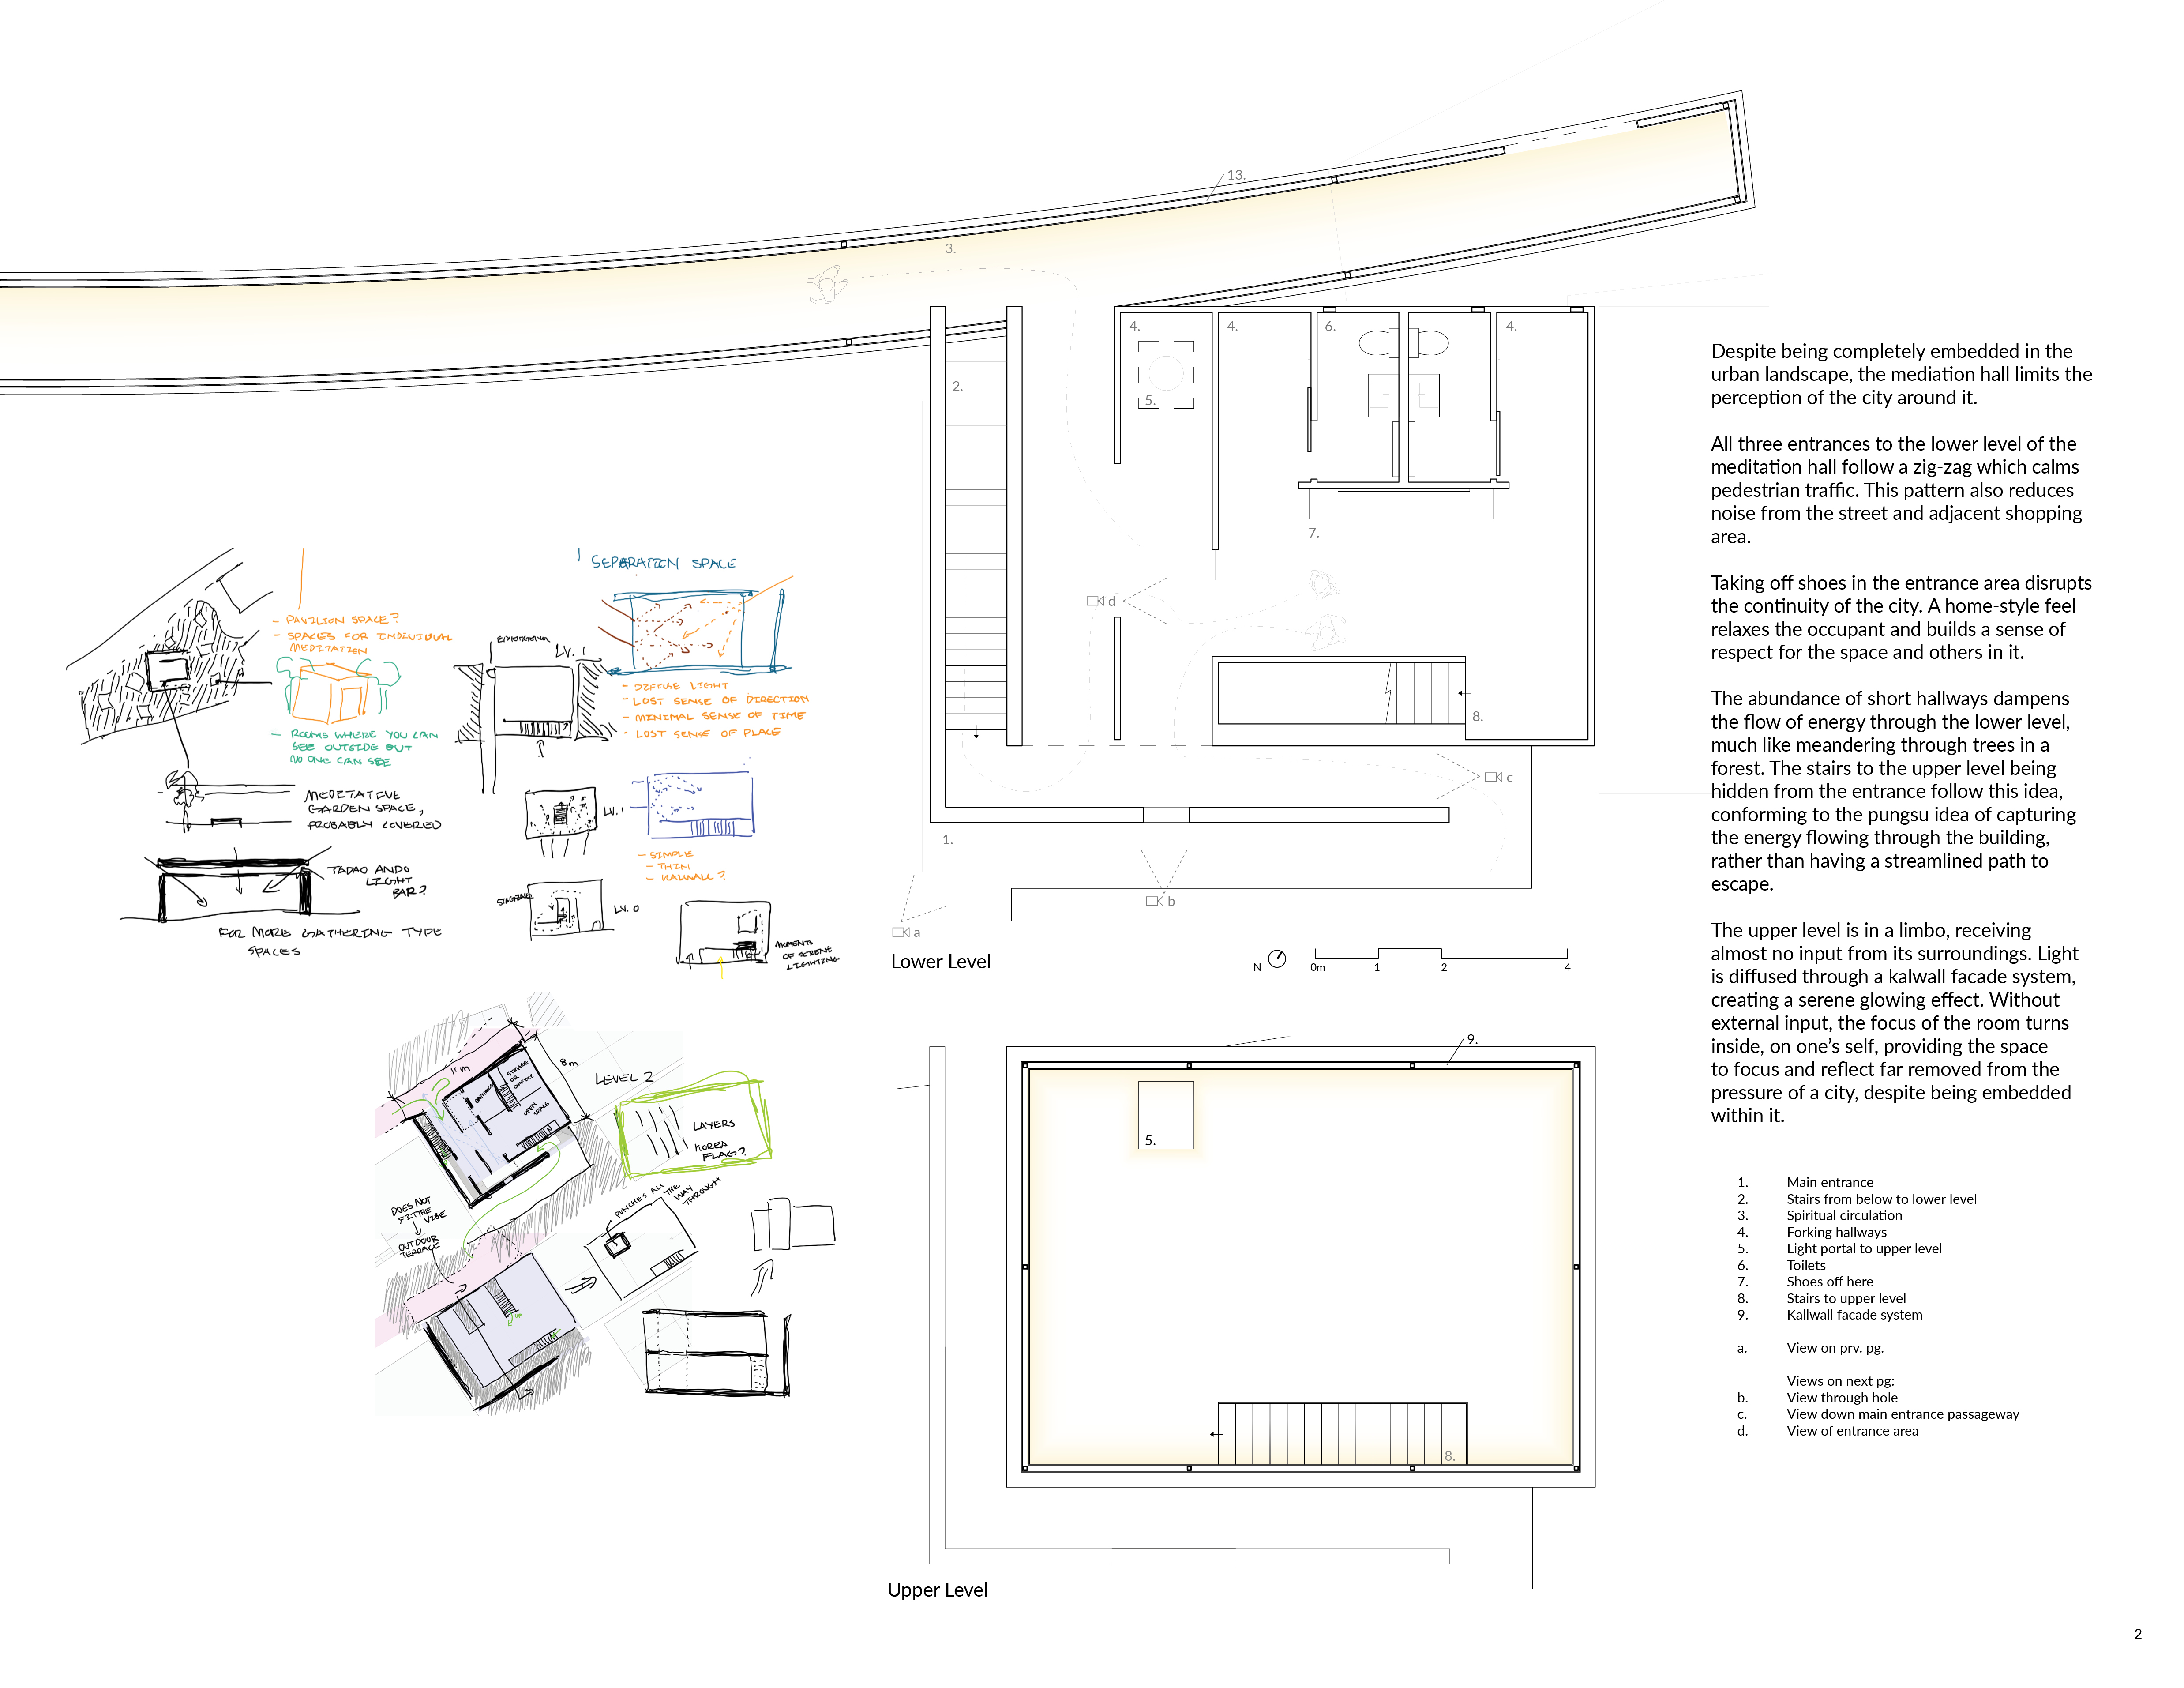 13.
3.
4.
4.
6.
4.
2.
5.
7.
d
8.
c
1.
b
a
Lower Level
N
0m
1
2
4
9.
5.
8.
Upper Level
Despite being completely embedded in the
urban landscape, the mediation hall limits the
perception of the city around it.
All three entrances to the lower level of the
meditation hall follow a zig-zag which calms
pedestrian traffic. This pattern also reduces
noise from the street and adjacent shopping
area.
Taking off shoes in the entrance area disrupts
the continuity of the city. A home-style feel
relaxes the occupant and builds a sense of
respect for the space and others in it.
The abundance of short hallways dampens
the flow of energy through the lower level,
much like meandering through trees in a
forest. The stairs to the upper level being
hidden from the entrance follow this idea,
conforming to the pungsu idea of capturing
the energy flowing through the building,
rather than having a streamlined path to
escape.
The upper level is in a limbo, receiving
almost no input from its surroundings. Light
is diffused through a kalwall facade system,
creating a serene glowing effect. Without
external input, the focus of the room turns
inside, on one's self, providing the space
to focus and reflect far removed from the
pressure of a city, despite being embedded
within it.
1. Main entrance
2. Stairs from below to lower level
3. Spiritual circulation
4. Forking hallways
5. Light portal to upper level
6. Toilets
7. Shoes off here
8. Stairs to upper level
9. Kallwall facade system
a. View on prv. pg.
Views on next pg:
b. View through hole
c. View down main entrance passageway
d. View of entrance area
SEPARATION SPACE
- PAVILION SPACE?
- SPACES FOR INDIVIDUAL
MEDITATION
- ROOMS WHERE YOU CAN
SEE OUTSIDE BUT
NO ONE CAN SEE
LV. 1
- DIFFUSE LIGHT
- LOST SENSE OF DIRECTION
- MINIMAL SENSE OF TIME
- LOST SENSE OF PLACE
MEDITATIVE
GARDEN SPACE,
PROBABLY COVERED
LV. 1
- SIMPLE
- THIN
- KALWALL?
TADAO ANDO
LIGHT
BAR?
FOR MORE GATHERING TYPE
SPACES
LV. 0
MOMENTS
OF SERENE
LIGHTING
11 m
8 m
STORAGE
OR
OFFICE
OPEN
SPACE
LEVEL 2
LAYERS
KOREA
FLAG?
DOES NOT
FIT THE
VIBE
OUTDOOR
TERRACE
PUNCHES ALL
THE
WAY
THROUGH
2